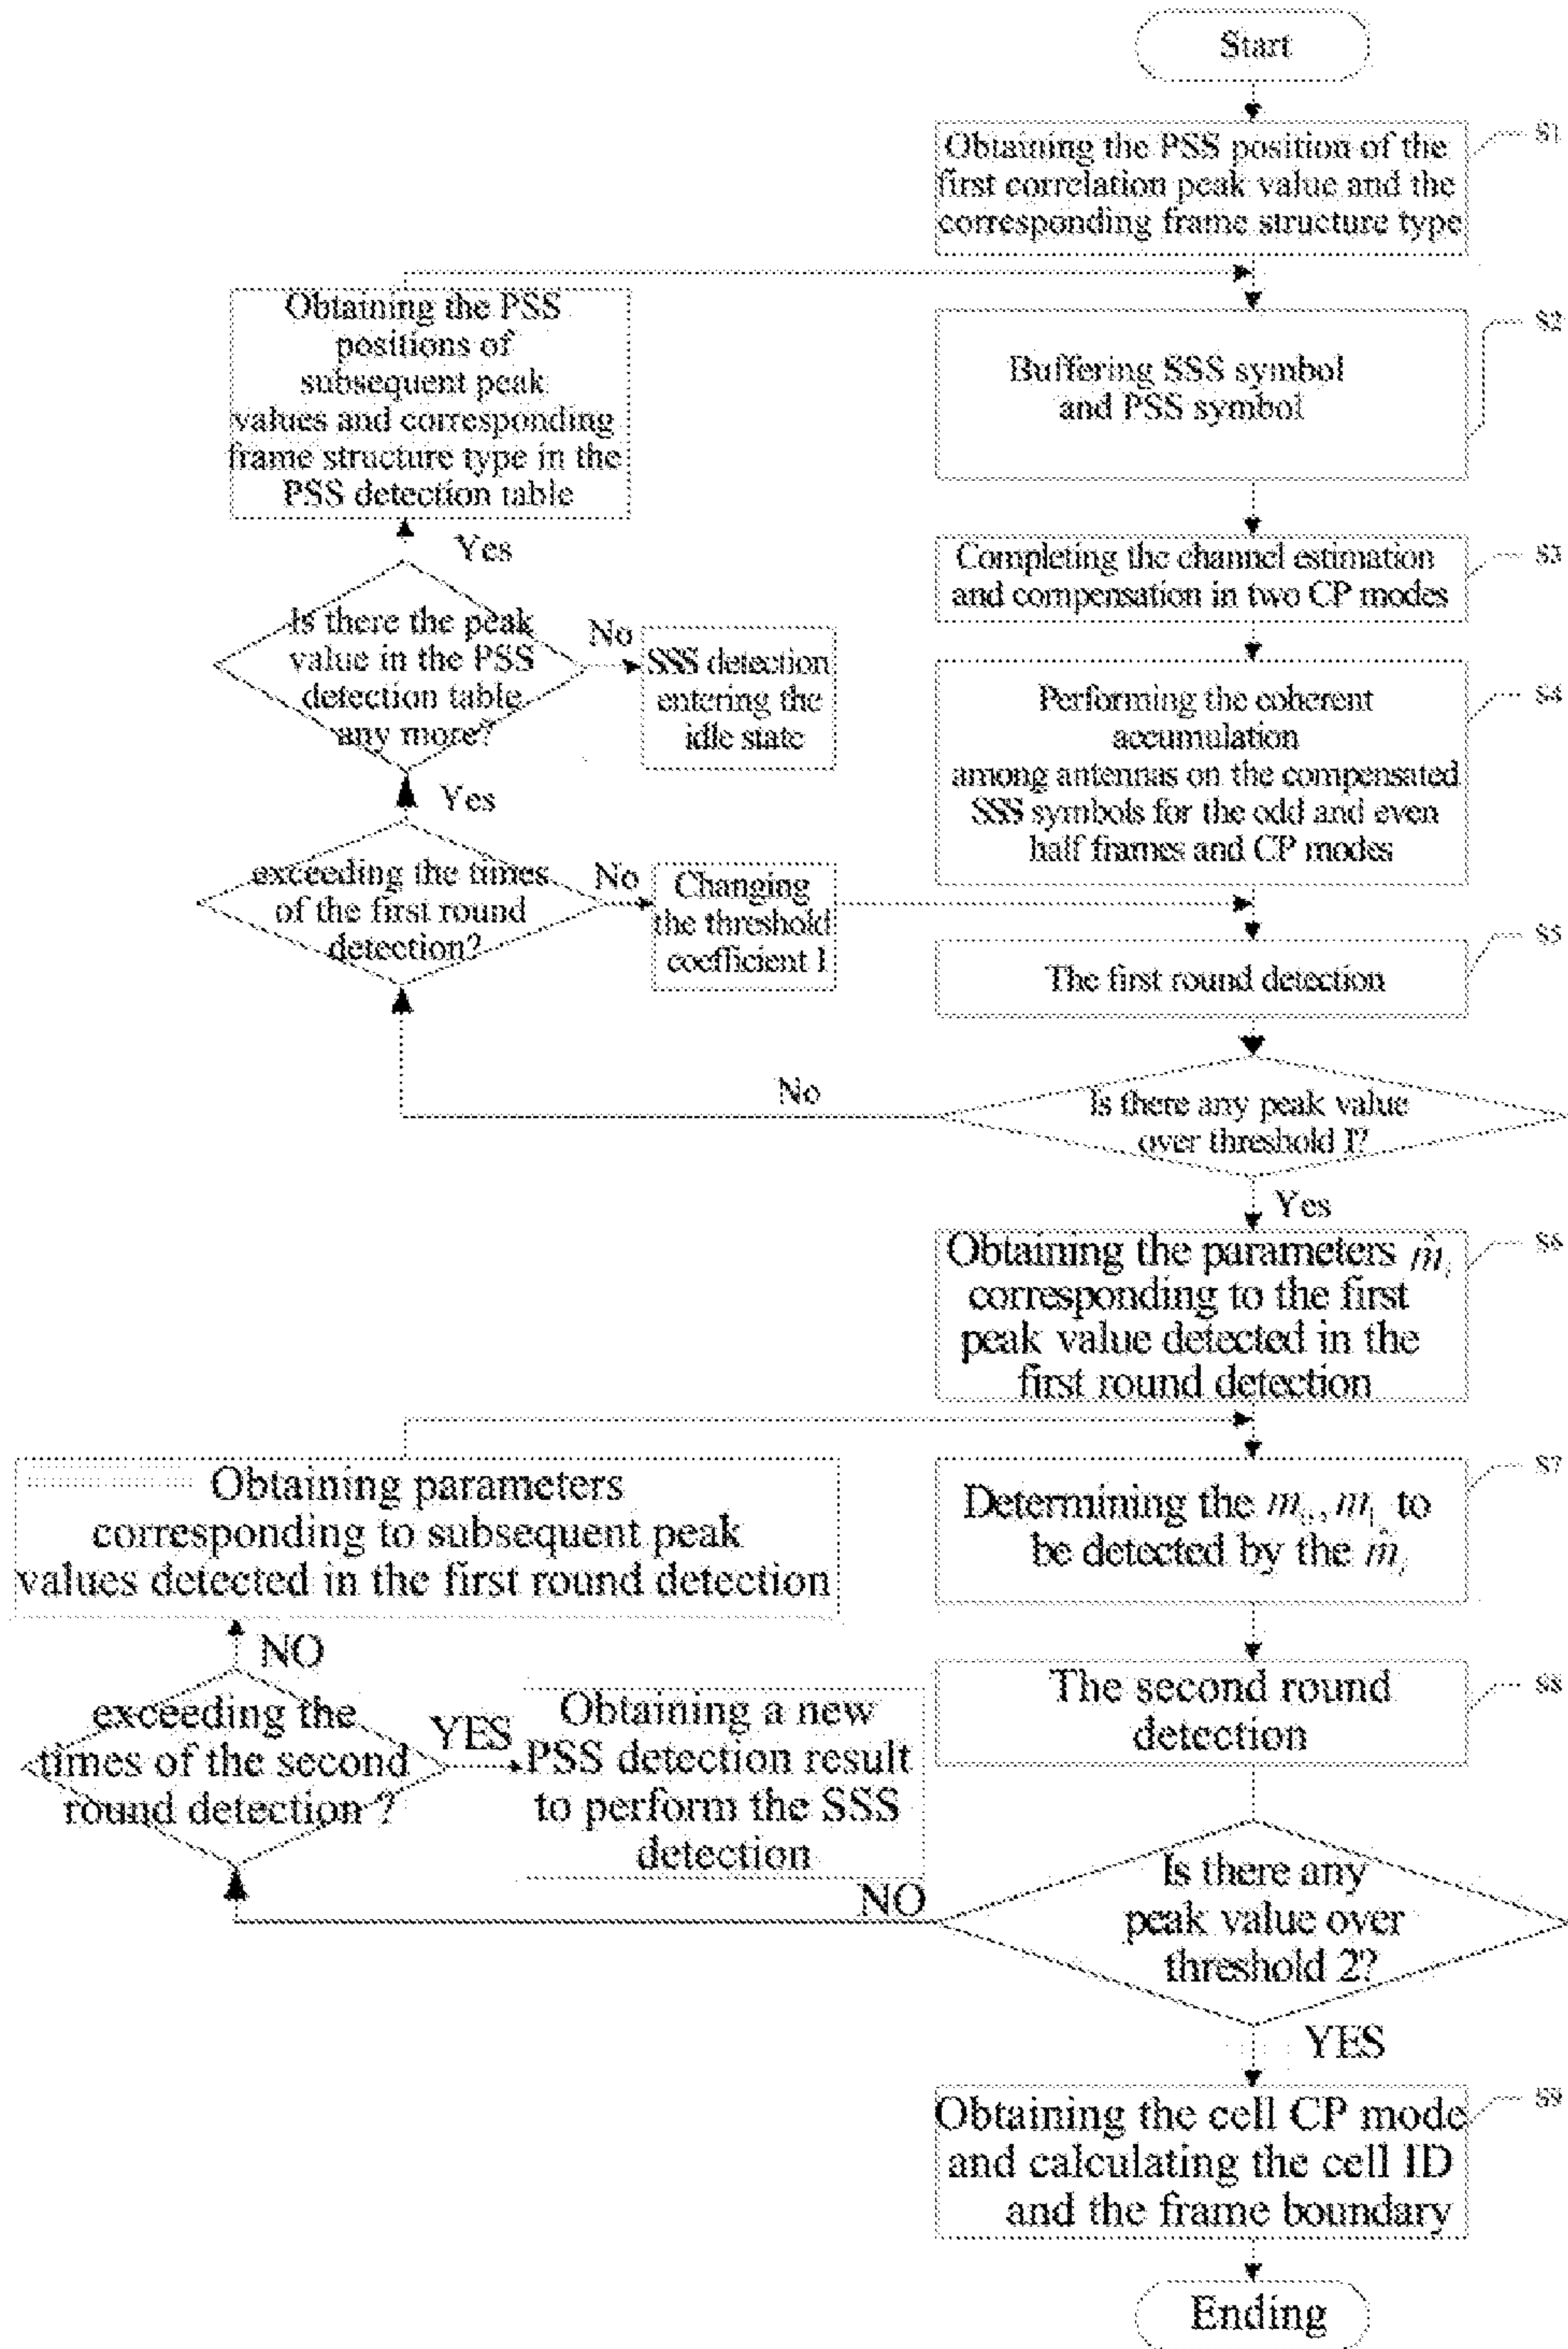 Start
S1
Obtaining the PSS position of the
first correlation peak value and the
corresponding frame structure type
Obtaining the PSS
positions of
subsequent peak
values and corresponding
frame structure type in the
PSS detection table
S2
Buffering SSS symbol
and PSS symbol
Yes
S3
Completing the channel estimation
and compensation in two CP modes
Is there the peak
value in the PSS
detection table
any more?
No
SSS detection
entering the
idle state
S4
Performing the coherent
accumulation
among antennas on the compensated
SSS symbols for the odd and even
half frames and CP modes
Yes
exceeding the times
of the first round
detection?
No
Changing
the threshold
coefficient 1
S5
The first round detection
No
Is there any peak value
over threshold 1?
Yes
S6
Obtaining the parameters m̂ᵢ
corresponding to the first
peak value detected in the
first round detection
Obtaining parameters
corresponding to subsequent peak
values detected in the first round detection
S7
Determining the m₀, m₁ to
be detected by the m̂ᵢ
NO
exceeding the
times of the second
round detection ?
YES
Obtaining a new
PSS detection result
to perform the SSS
detection
S8
The second round
detection
NO
Is there any
peak value over
threshold 2?
YES
S9
Obtaining the cell CP mode
and calculating the cell ID
and the frame boundary
Ending